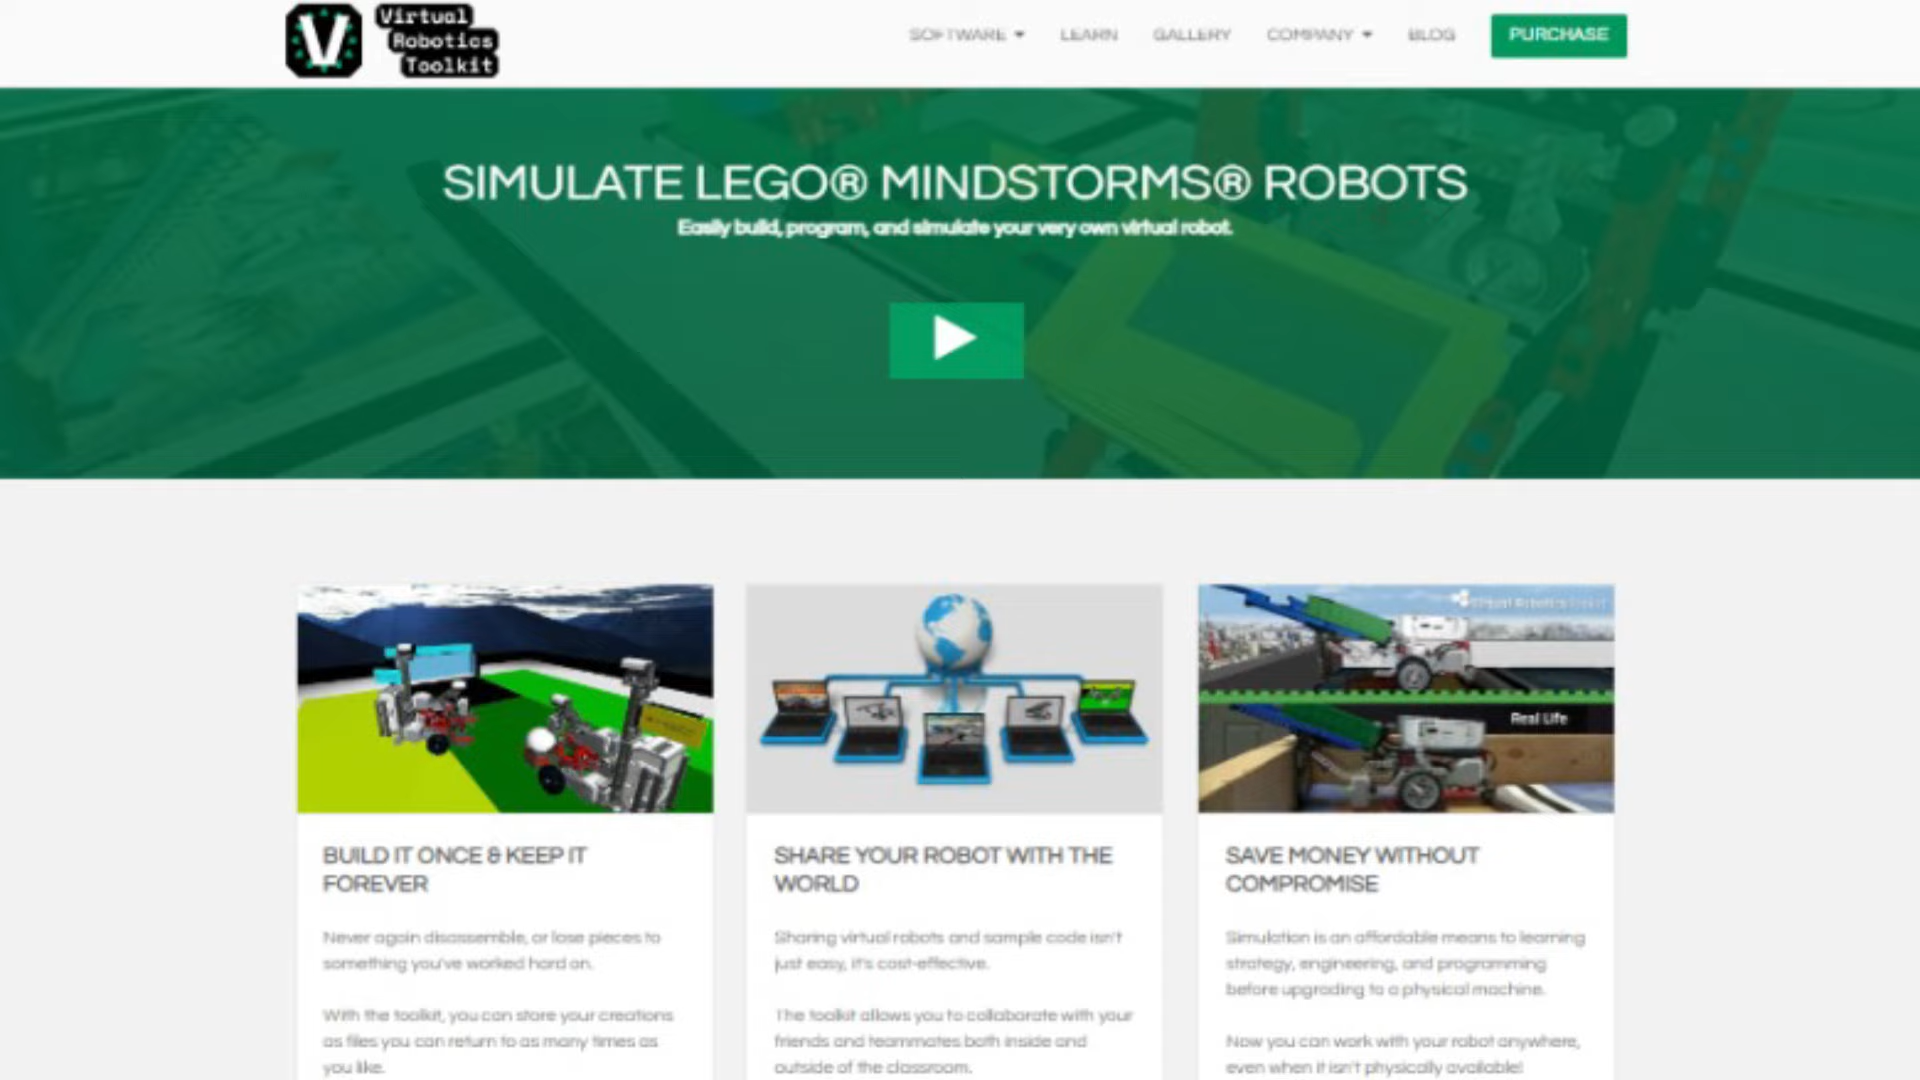 Virtual
Robotics
Toolkit
SOFTWARE LEARN GALLERY COMPANY BLOG PURCHASE
SIMULATE LEGO® MINDSTORMS® ROBOTS
Easily build, program, and simulate your very own virtual robot.
Virtual Robotics Toolkit
Real Life
BUILD IT ONCE & KEEP IT
FOREVER
Never again disassemble, or lose pieces to
something you've worked hard on.
With the toolkit, you can store your creations
as files you can return to as many times as
you like.
SHARE YOUR ROBOT WITH THE
WORLD
Sharing virtual robots and sample code isn't
just easy, it's cost-effective.
The toolkit allows you to collaborate with your
friends and teammates both inside and
outside of the classroom.
SAVE MONEY WITHOUT
COMPROMISE
Simulation is an affordable means to learning
strategy, engineering, and programming
before upgrading to a physical machine.
Now you can work with your robot anywhere,
even when it isn't physically available!